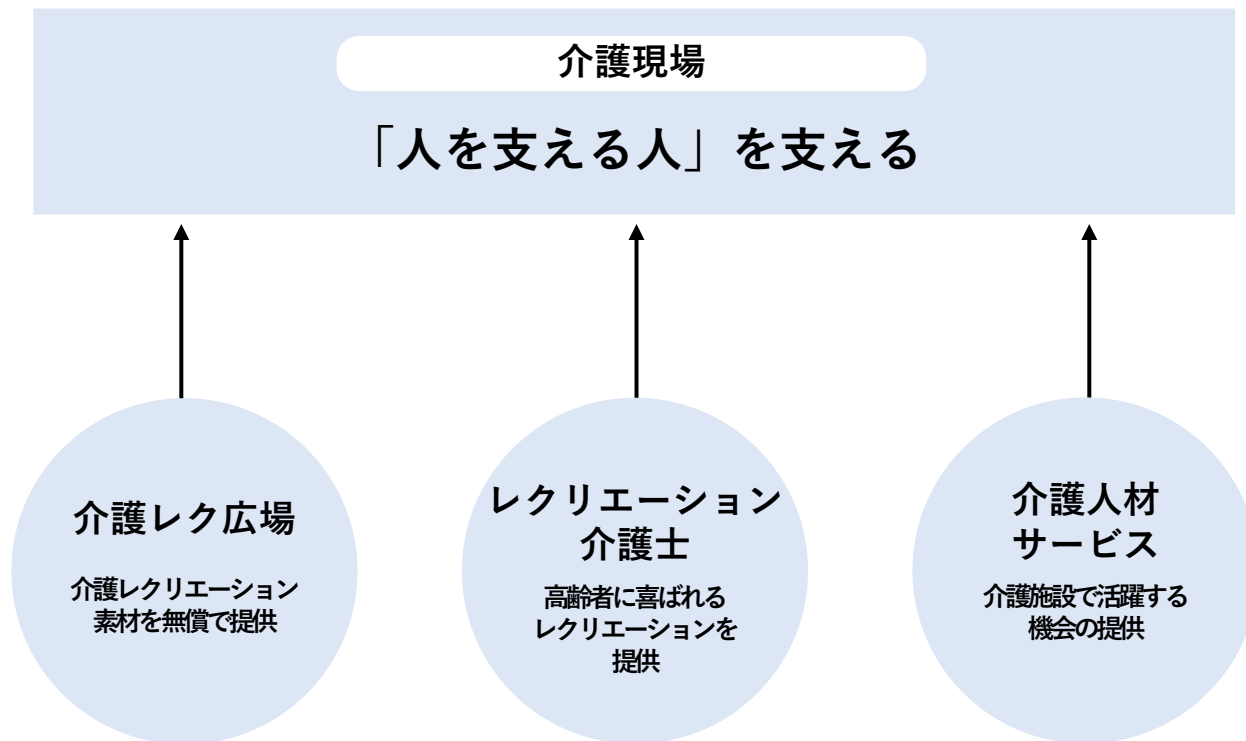 介護現場
「人を支える人」を支える
介護レク広場
介護レクリエーション
素材を無償で提供
レクリエーション
介護士
高齢者に喜ばれる
レクリエーションを
提供
介護人材
サービス
介護施設で活躍する
機会の提供